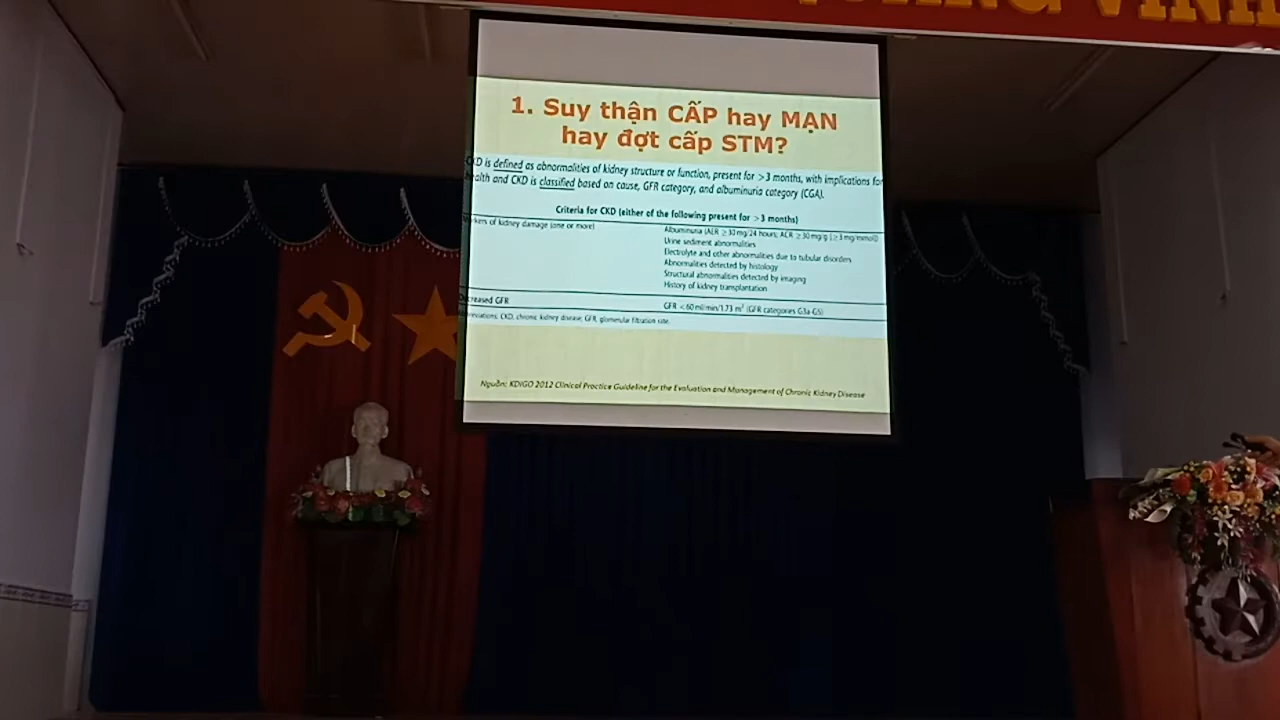 QUANG VINH
1. Suy thận CẤP hay MẠN
hay đợt cấp STM?
CKD is defined as abnormalities of kidney structure or function, present for >3 months, with implications for
health and CKD is classified based on cause, GFR category, and albuminuria category (CGA).
Criteria for CKD (either of the following present for >3 months)
Markers of kidney damage (one or more)
Albuminuria (AER ≥30 mg/24 hours; ACR ≥30 mg/g [≥3 mg/mmol])
Urine sediment abnormalities
Electrolyte and other abnormalities due to tubular disorders
Abnormalities detected by histology
Structural abnormalities detected by imaging
History of kidney transplantation
Decreased GFR
GFR <60 ml/min/1.73 m² (GFR categories G3a-G5)
Abbreviations: CKD, chronic kidney disease; GFR, glomerular filtration rate.
Nguồn: KDIGO 2012 Clinical Practice Guideline for the Evaluation and Management of Chronic Kidney Disease